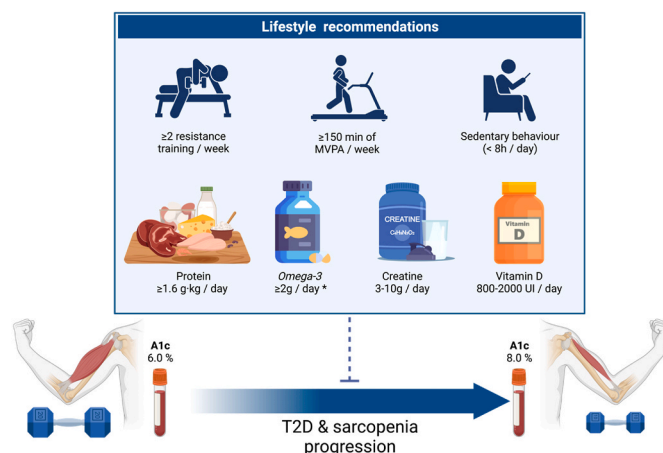 Lifestyle recommendations
≥2 resistance
training / week
≥150 min of
MVPA / week
Sedentary behaviour
(< 8h / day)
CREATINE
C₄H₉N₃O₂
Vitamin
D
Protein
≥1.6 g·kg / day
Omega-3
≥2g / day *
Creatine
3-10g / day
Vitamin D
800-2000 UI / day
A1c
6.0 %
A1c
8.0 %
T2D & sarcopenia
progression